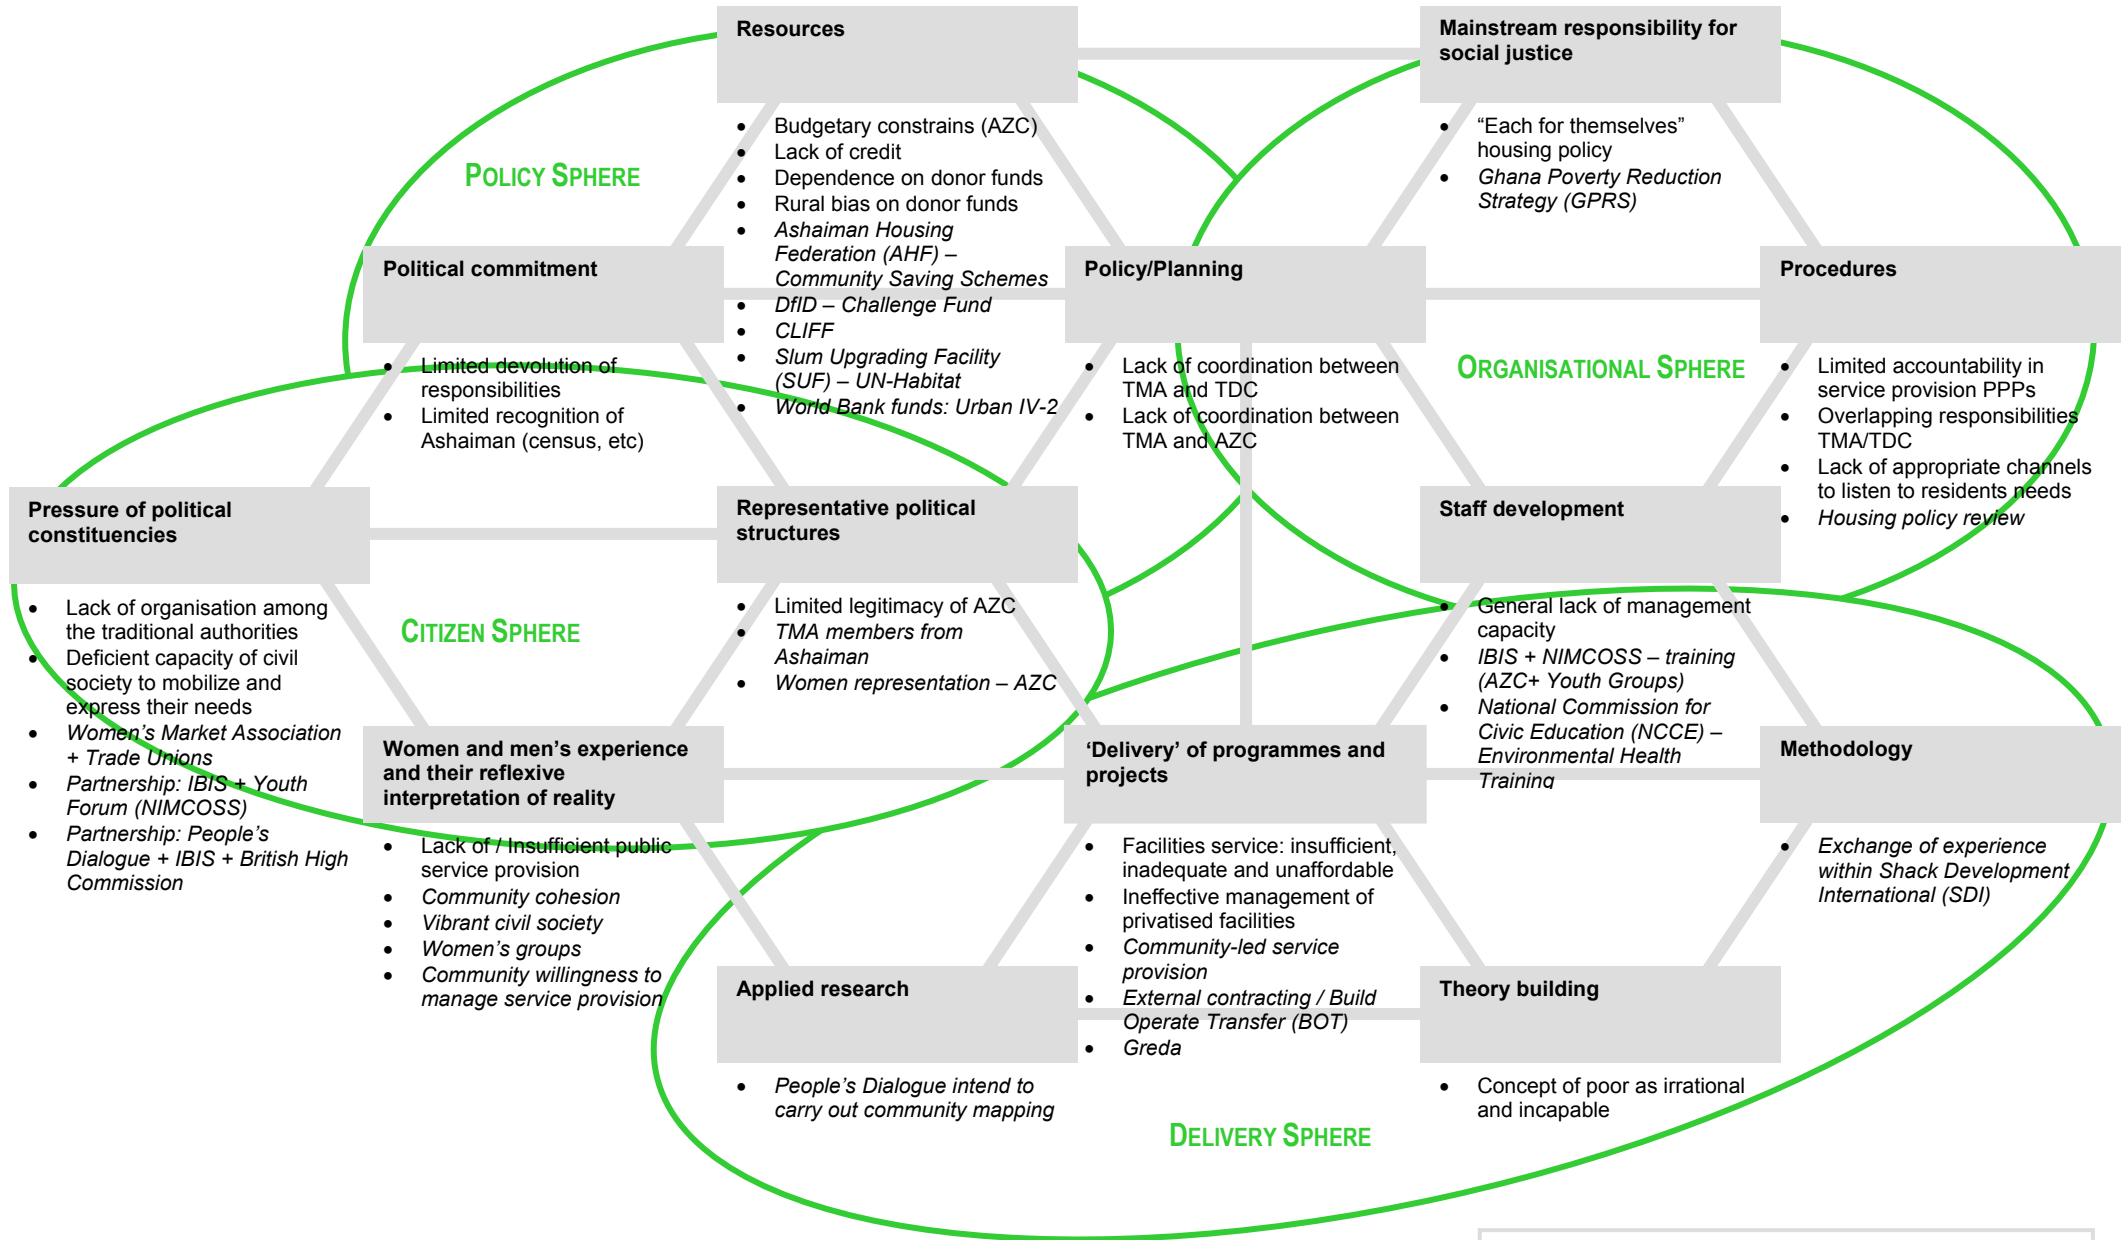 Resources
• Budgetary constrains (AZC)
• Lack of credit
• Dependence on donor funds
• Rural bias on donor funds
• Ashaiman Housing
Federation (AHF) –
Community Saving Schemes
• DfID – Challenge Fund
• CLIFF
• Slum Upgrading Facility
(SUF) – UN-Habitat
• World Bank funds: Urban IV-2
Mainstream responsibility for
social justice
• “Each for themselves”
housing policy
• Ghana Poverty Reduction
Strategy (GPRS)
POLICY SPHERE
Political commitment
• Limited devolution of
responsibilities
• Limited recognition of
Ashaiman (census, etc)
Policy/Planning
• Lack of coordination between
TMA and TDC
• Lack of coordination between
TMA and AZC
ORGANISATIONAL SPHERE
Procedures
• Limited accountability in
service provision PPPs
• Overlapping responsibilities
TMA/TDC
• Lack of appropriate channels
to listen to residents needs
• Housing policy review
Pressure of political
constituencies
• Lack of organisation among
the traditional authorities
• Deficient capacity of civil
society to mobilize and
express their needs
• Women’s Market Association
+ Trade Unions
• Partnership: IBIS + Youth
Forum (NIMCOSS)
• Partnership: People’s
Dialogue + IBIS + British High
Commission
CITIZEN SPHERE
Representative political
structures
• Limited legitimacy of AZC
• TMA members from
Ashaiman
• Women representation – AZC
Staff development
• General lack of management
capacity
• IBIS + NIMCOSS – training
(AZC+ Youth Groups)
• National Commission for
Civic Education (NCCE) –
Environmental Health
Training
Women and men’s experience
and their reflexive
interpretation of reality
• Lack of / Insufficient public
service provision
• Community cohesion
• Vibrant civil society
• Women’s groups
• Community willingness to
manage service provision
‘Delivery’ of programmes and
projects
• Facilities service: insufficient,
inadequate and unaffordable
• Ineffective management of
privatised facilities
• Community-led service
provision
• External contracting / Build
Operate Transfer (BOT)
• Greda
Methodology
• Exchange of experience
within Shack Development
International (SDI)
Applied research
• People’s Dialogue intend to
carry out community mapping
Theory building
• Concept of poor as irrational
and incapable
DELIVERY SPHERE